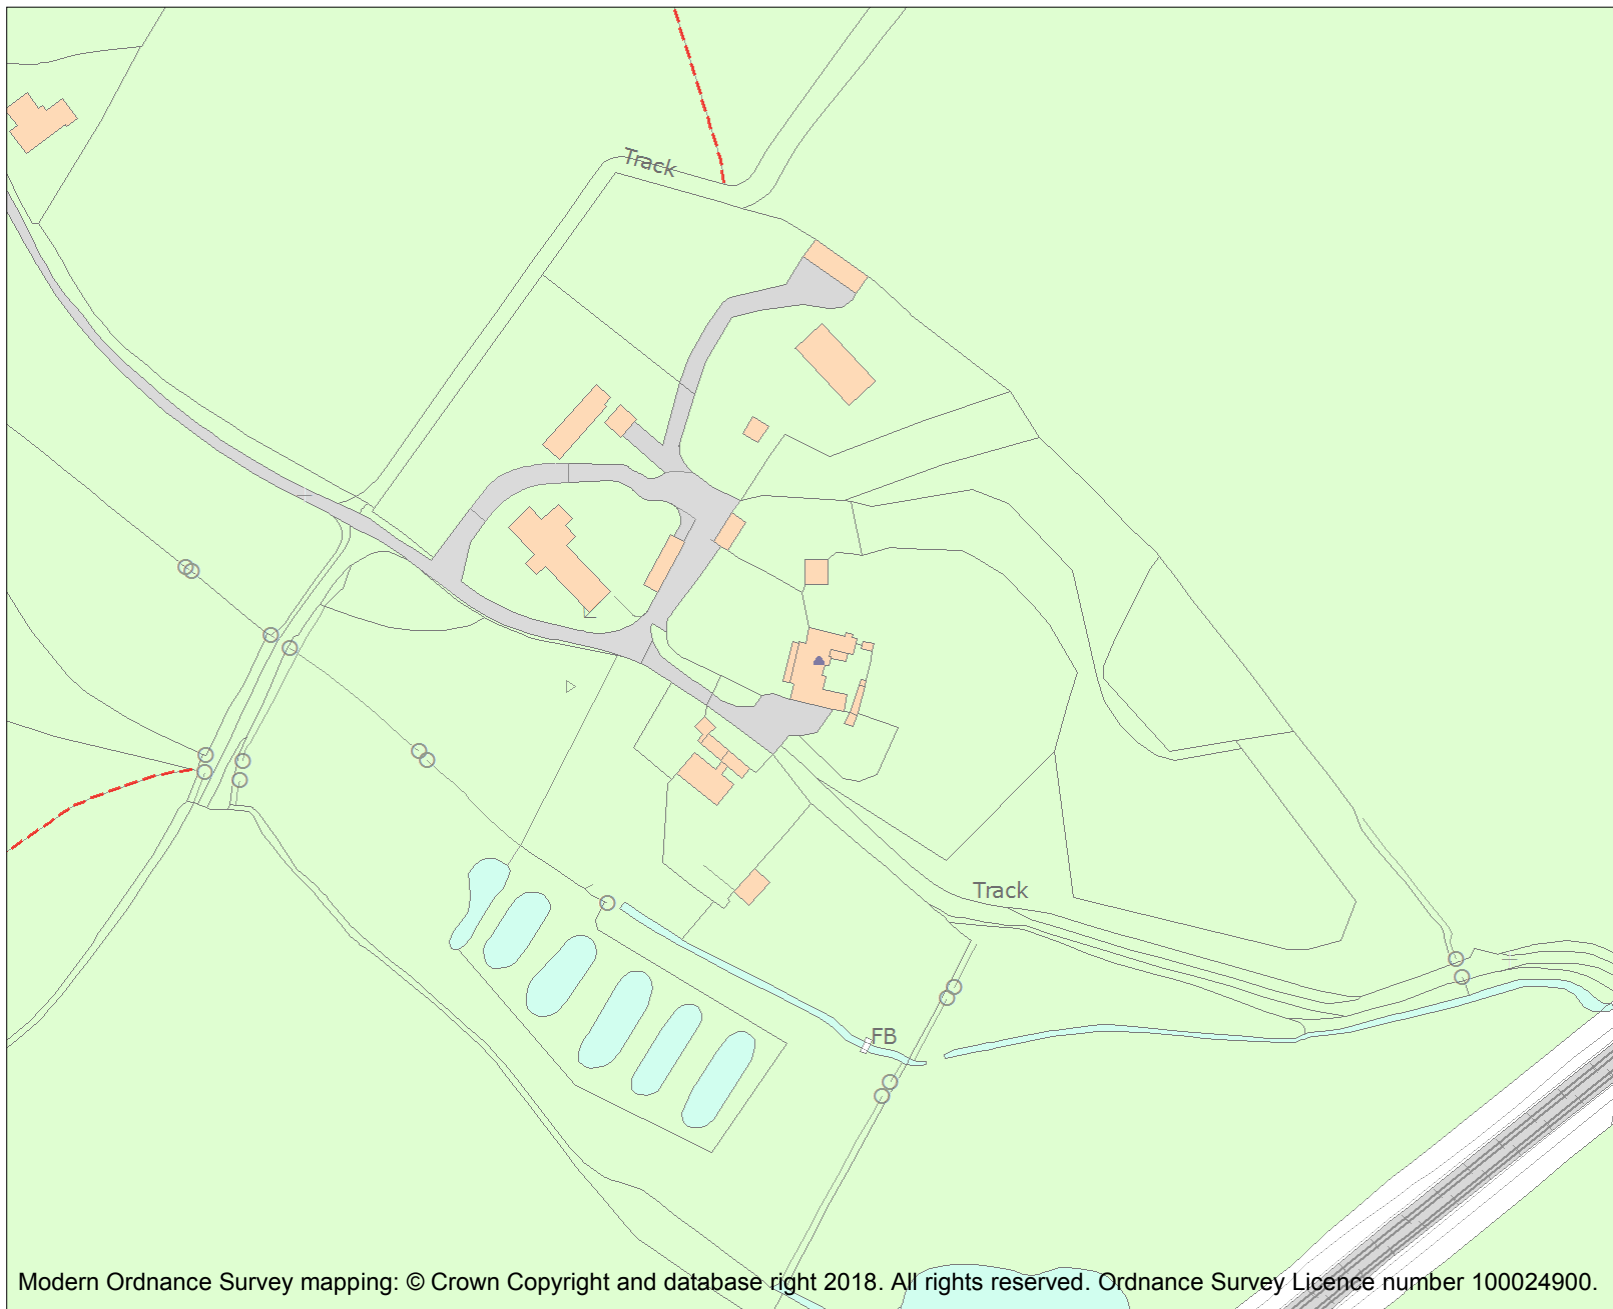 Track
Track
FB
Modern Ordnance Survey mapping: © Crown Copyright and database right 2018. All rights reserved. Ordnance Survey Licence number 100024900.